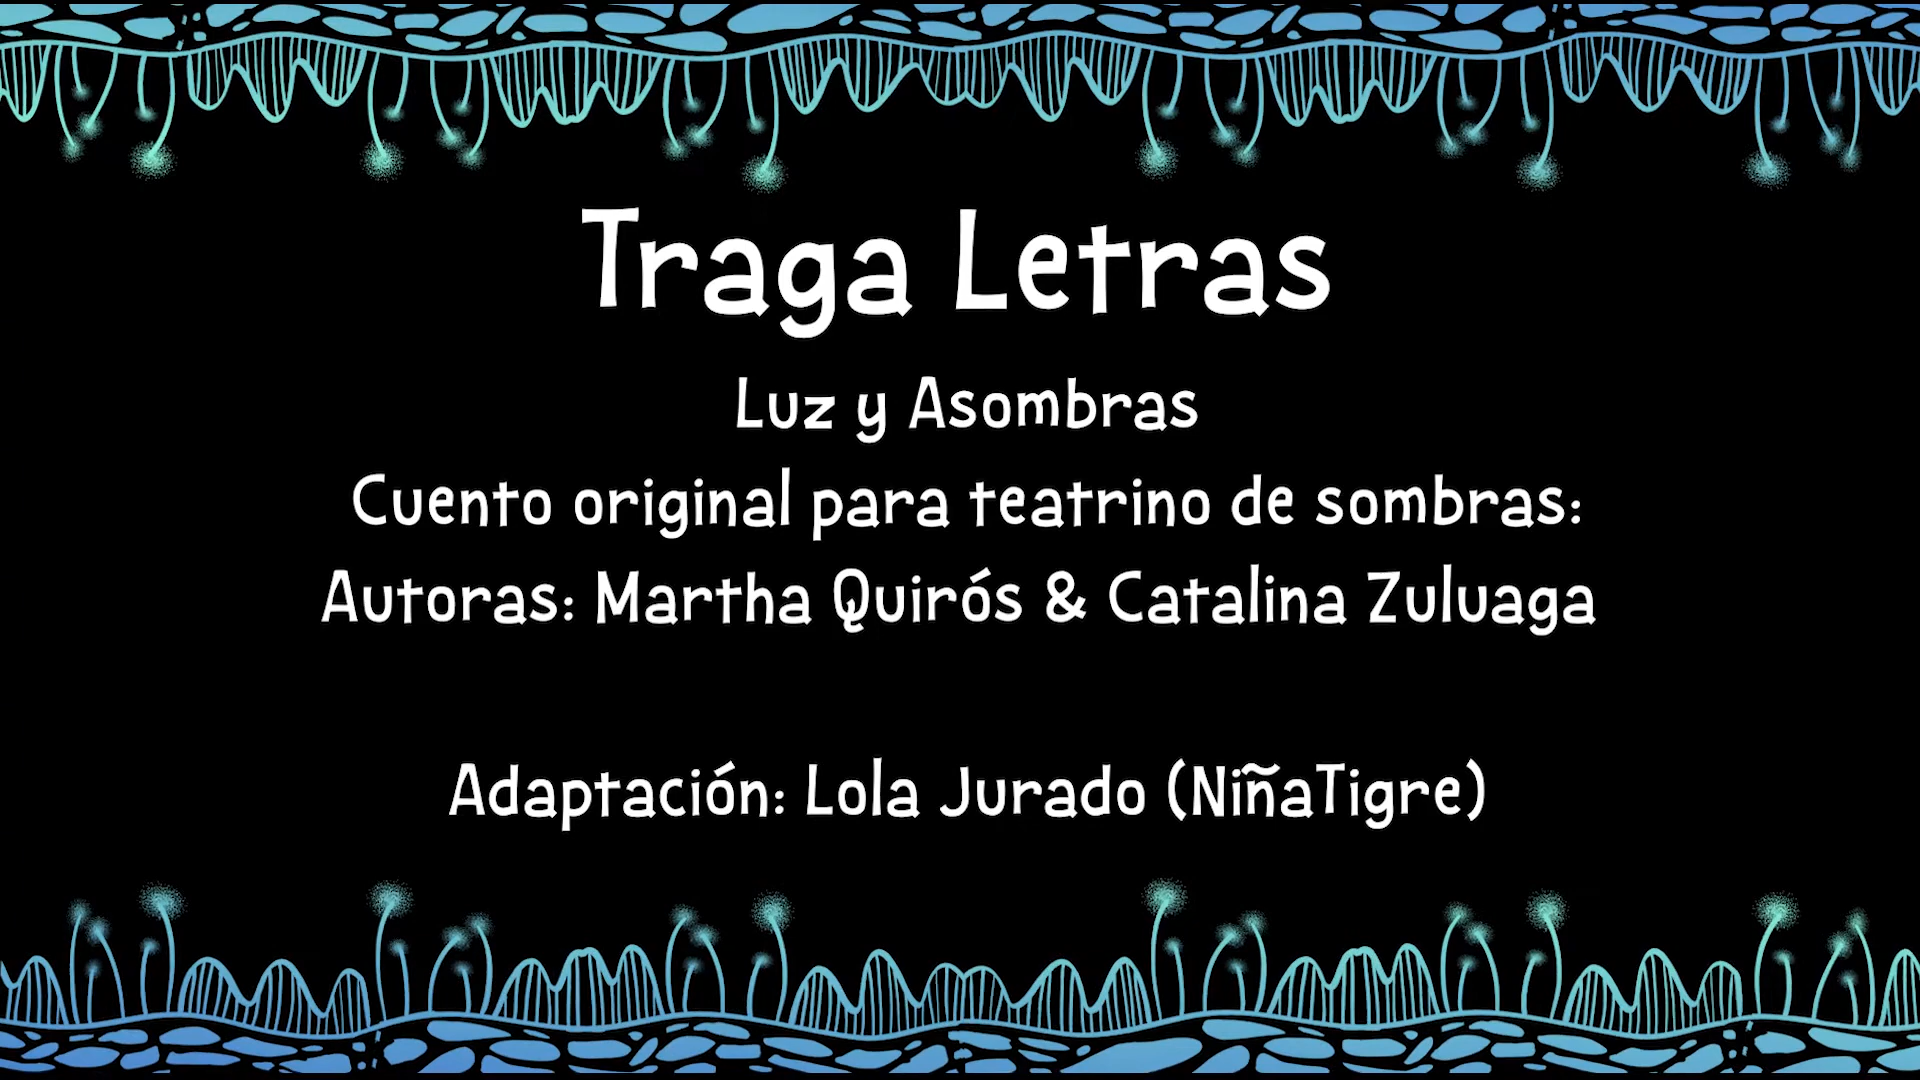 Traga Letras
Luz y Asombras
Cuento original para teatrino de sombras:
Autoras: Martha Quirós & Catalina Zuluaga
Adaptación: Lola Jurado (NiñaTigre)